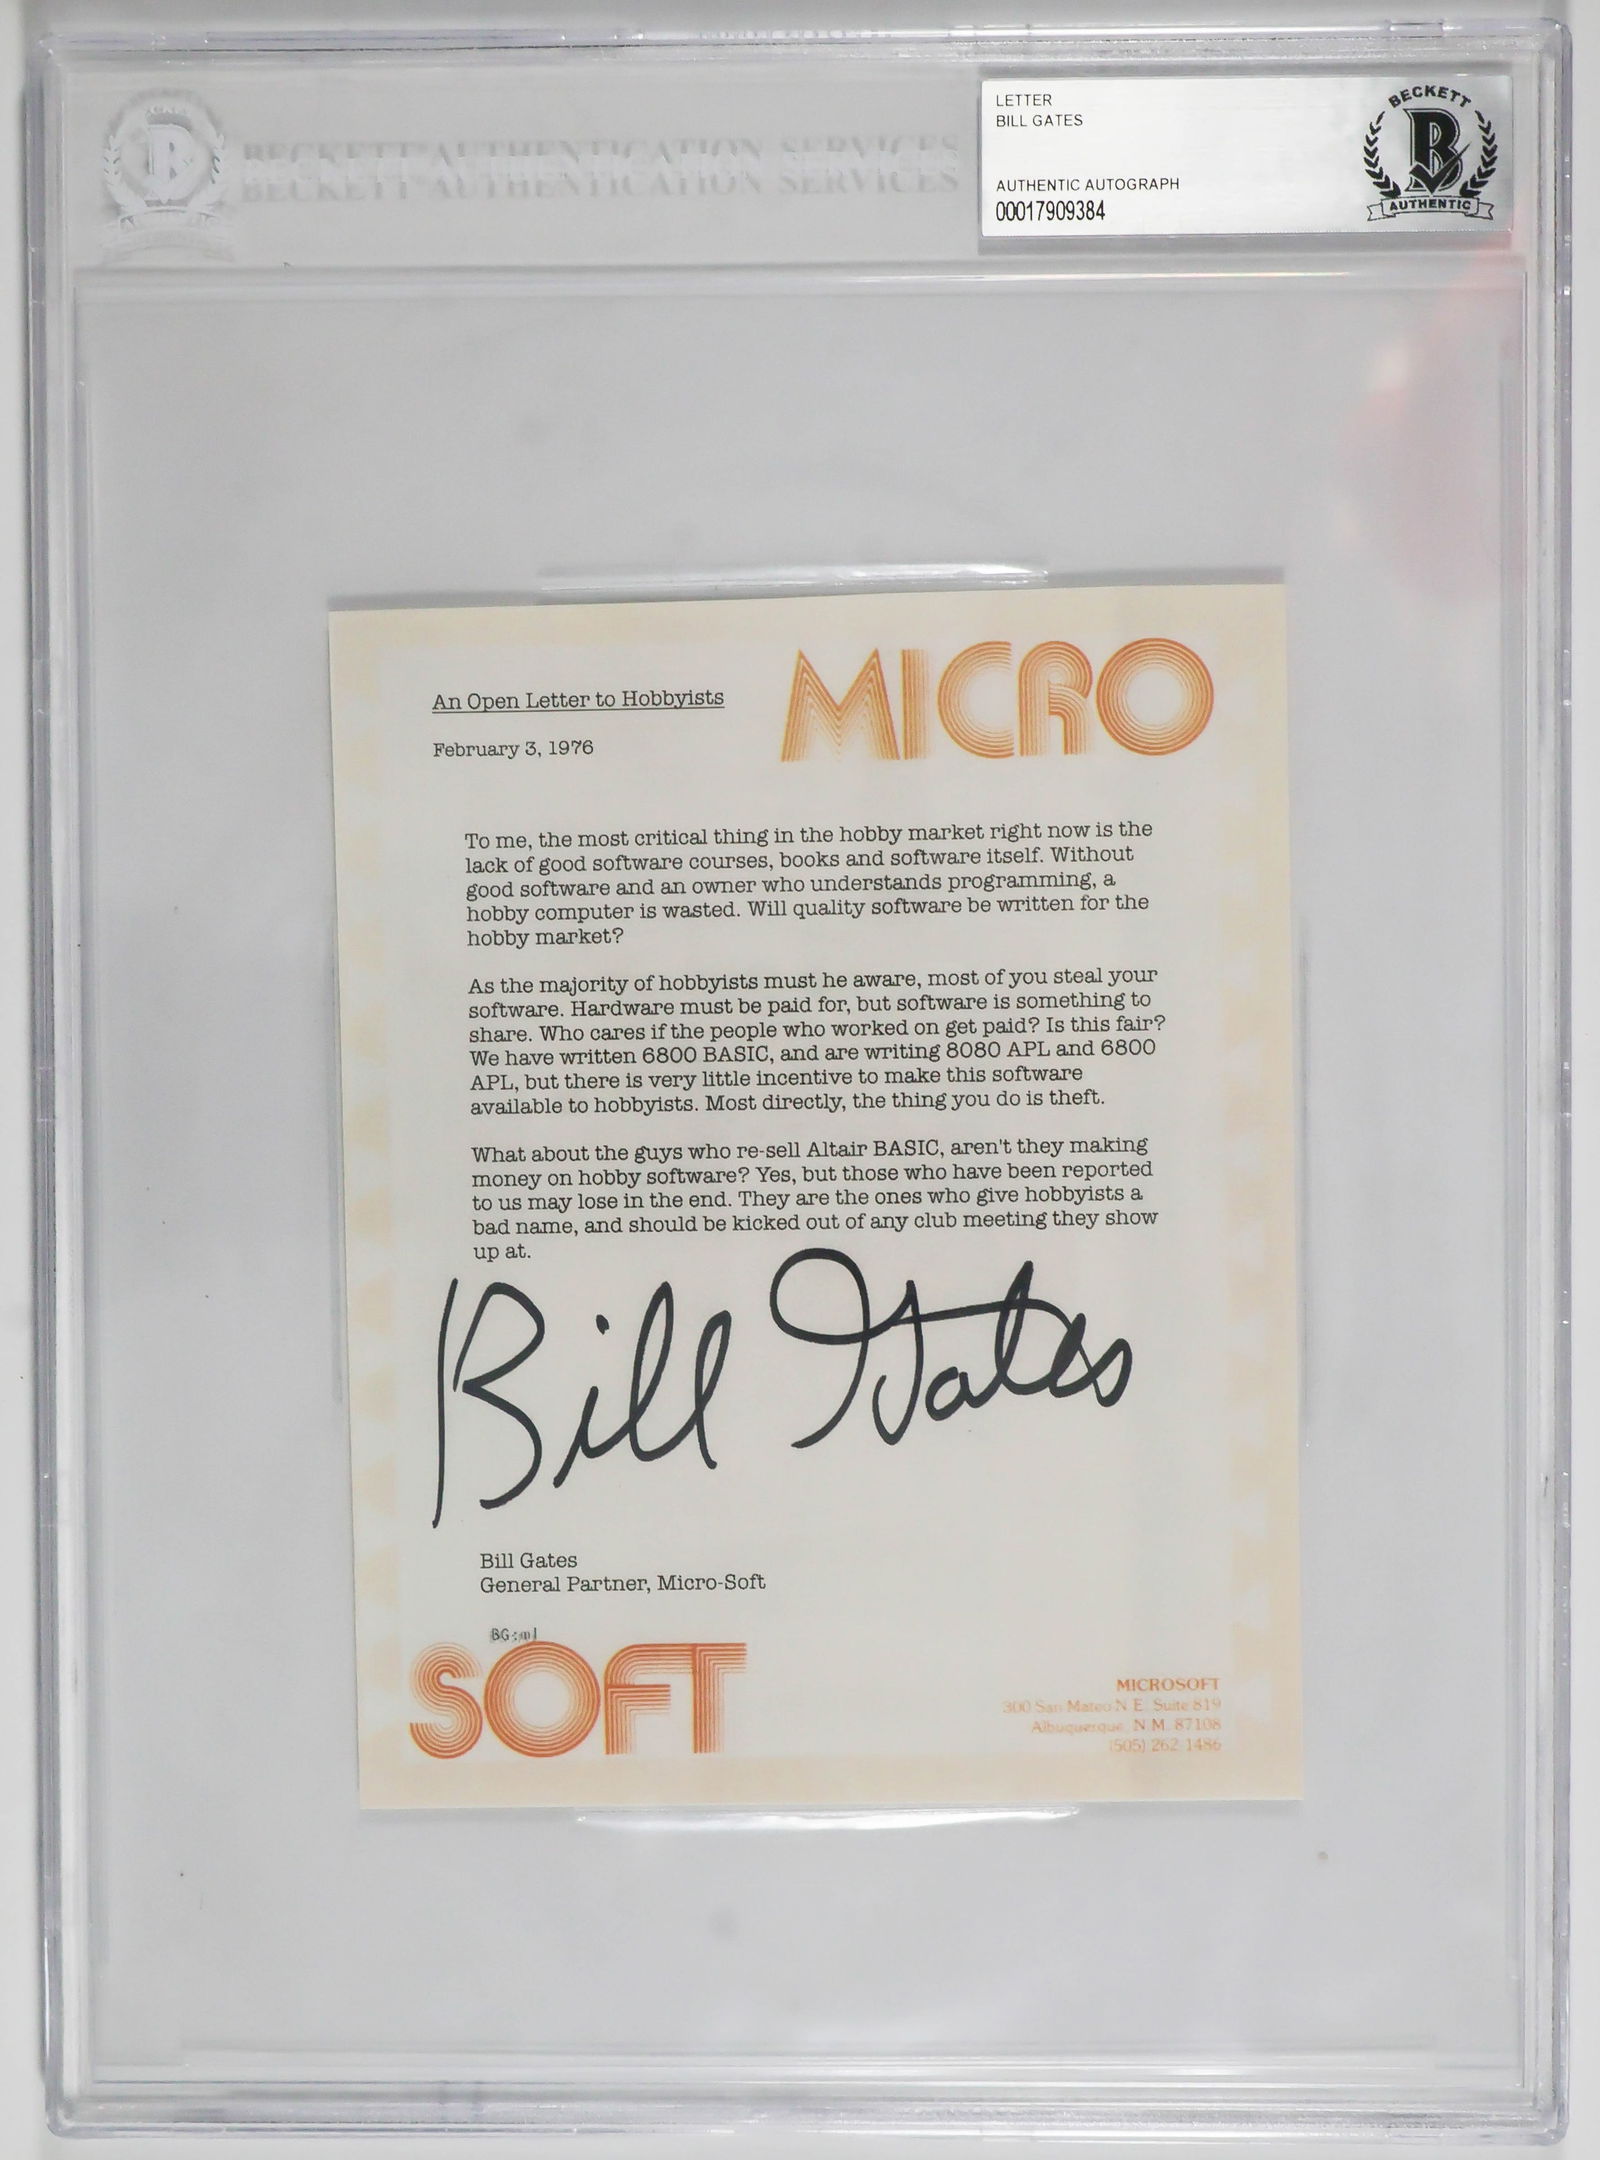 BECKETT AUTHENTICATION SERVICES
LETTER
BILL GATES
AUTHENTIC AUTOGRAPH
00017909384
BECKETT
B
AUTHENTIC
MICRO
An Open Letter to Hobbyists
February 3, 1976
To me, the most critical thing in the hobby market right now is the
lack of good software courses, books and software itself. Without
good software and an owner who understands programming, a
hobby computer is wasted. Will quality software be written for the
hobby market?
As the majority of hobbyists must he aware, most of you steal your
software. Hardware must be paid for, but software is something to
share. Who cares if the people who worked on get paid? Is this fair?
We have written 6800 BASIC, and are writing 8080 APL and 6800
APL, but there is very little incentive to make this software
available to hobbyists. Most directly, the thing you do is theft.
What about the guys who re-sell Altair BASIC, aren't they making
money on hobby software? Yes, but those who have been reported
to us may lose in the end. They are the ones who give hobbyists a
bad name, and should be kicked out of any club meeting they show
up at.
Bill Gates
Bill Gates
General Partner, Micro-Soft
BG:ml
SOFT
MICROSOFT
300 San Mateo N.E. Suite 819
Albuquerque, N.M. 87108
(505) 262-1486